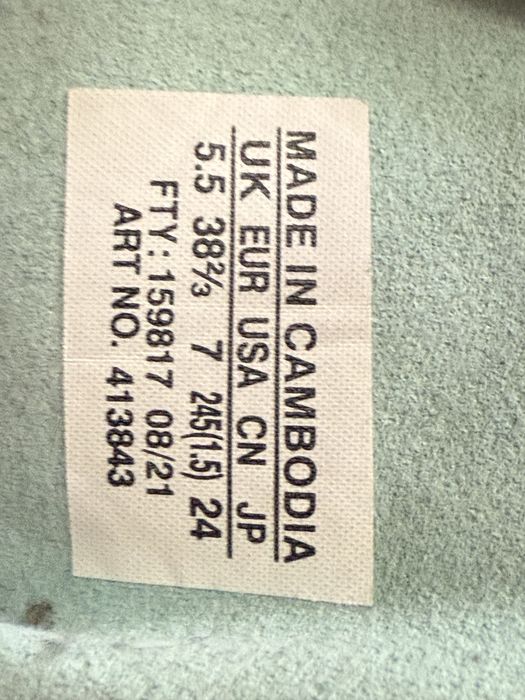 MADE IN CAMBODIA
UK EUR USA CN JP
5.5 38⅔ 7 245(1.5) 24
FTY: 159817 08/21
ART NO. 413843